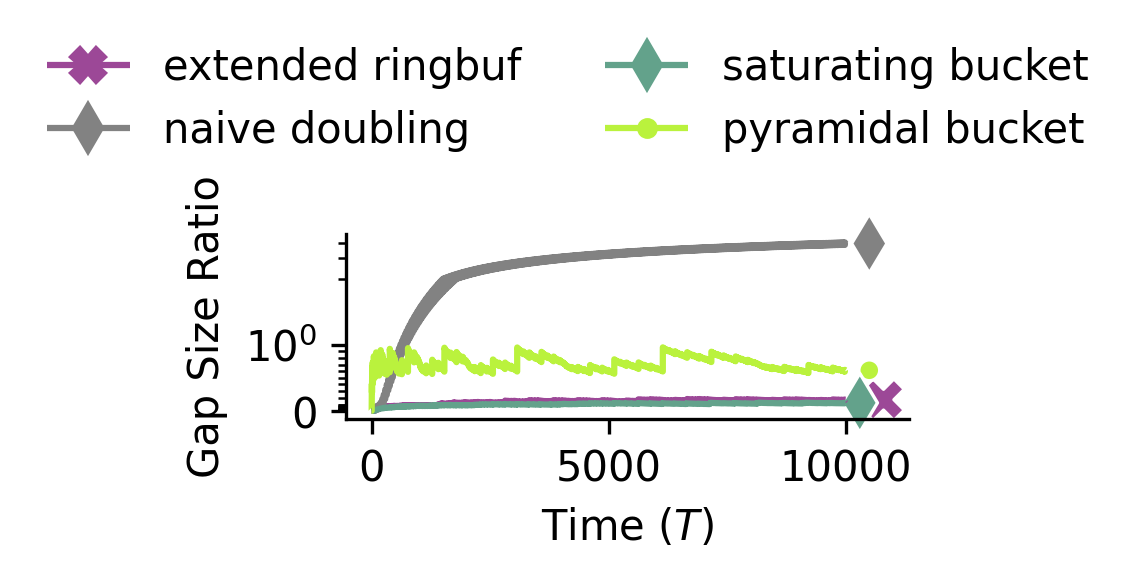 extended ringbuf
saturating bucket
naive doubling
pyramidal bucket
Gap Size Ratio
10⁰
0
0
5000
10000
Time (T)